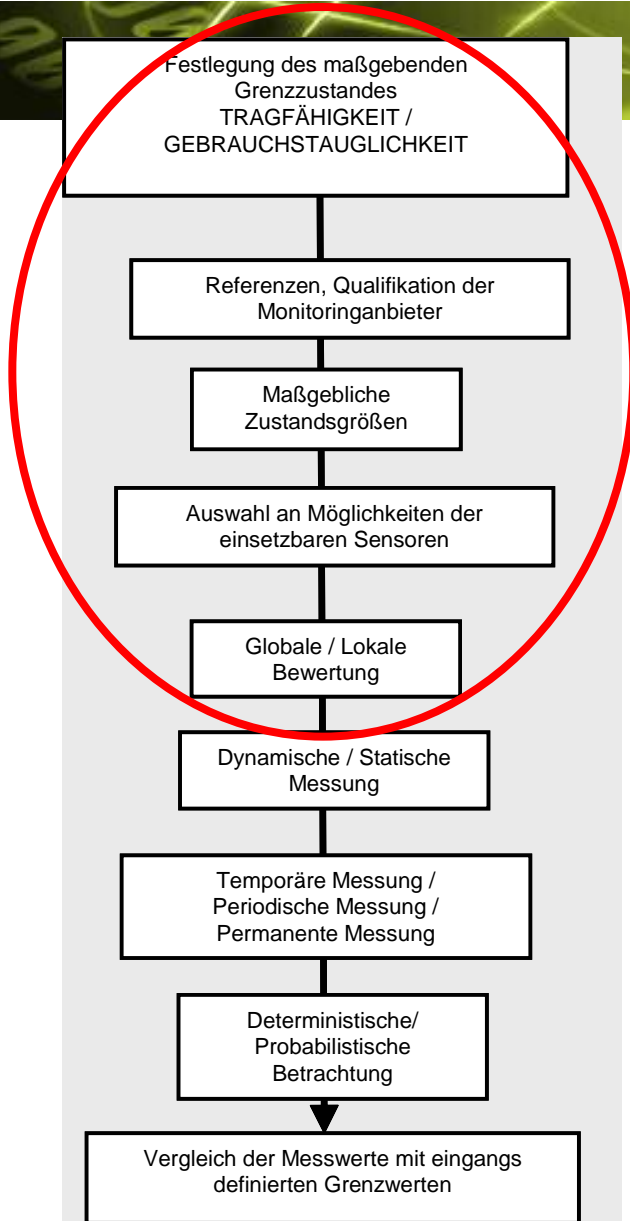 Festlegung des maßgebenden
Grenzzustandes
TRAGFÄHIGKEIT /
GEBRAUCHSTAUGLICHKEIT
Referenzen, Qualifikation der
Monitoringanbieter
Maßgebliche
Zustandsgrößen
Auswahl an Möglichkeiten der
einsetzbaren Sensoren
Globale / Lokale
Bewertung
Dynamische / Statische
Messung
Temporäre Messung /
Periodische Messung /
Permanente Messung
Deterministische/
Probabilistische
Betrachtung
Vergleich der Messwerte mit eingangs
definierten Grenzwerten